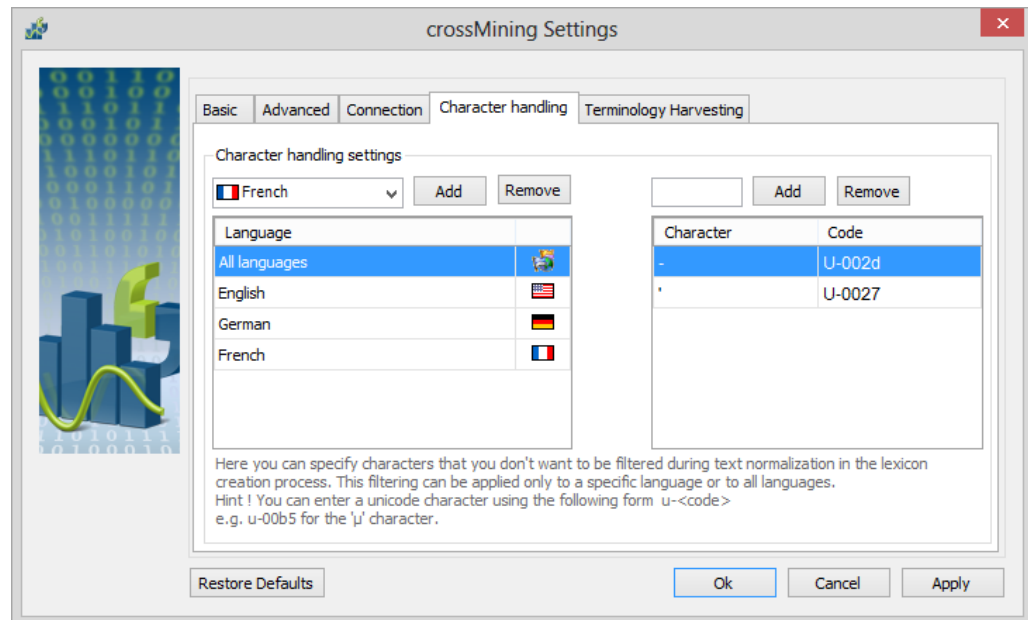 crossMining Settings
Basic Advanced Connection Character handling Terminology Harvesting
Character handling settings
French Add Remove Add Remove
Language Character Code
All languages - U-002d
English ' U-0027
German
French
Here you can specify characters that you don't want to be filtered during text normalization in the lexicon
creation process. This filtering can be applied only to a specific language or to all languages.
Hint ! You can enter a unicode character using the following form u-<code>
e.g. u-00b5 for the 'µ' character.
Restore Defaults Ok Cancel Apply